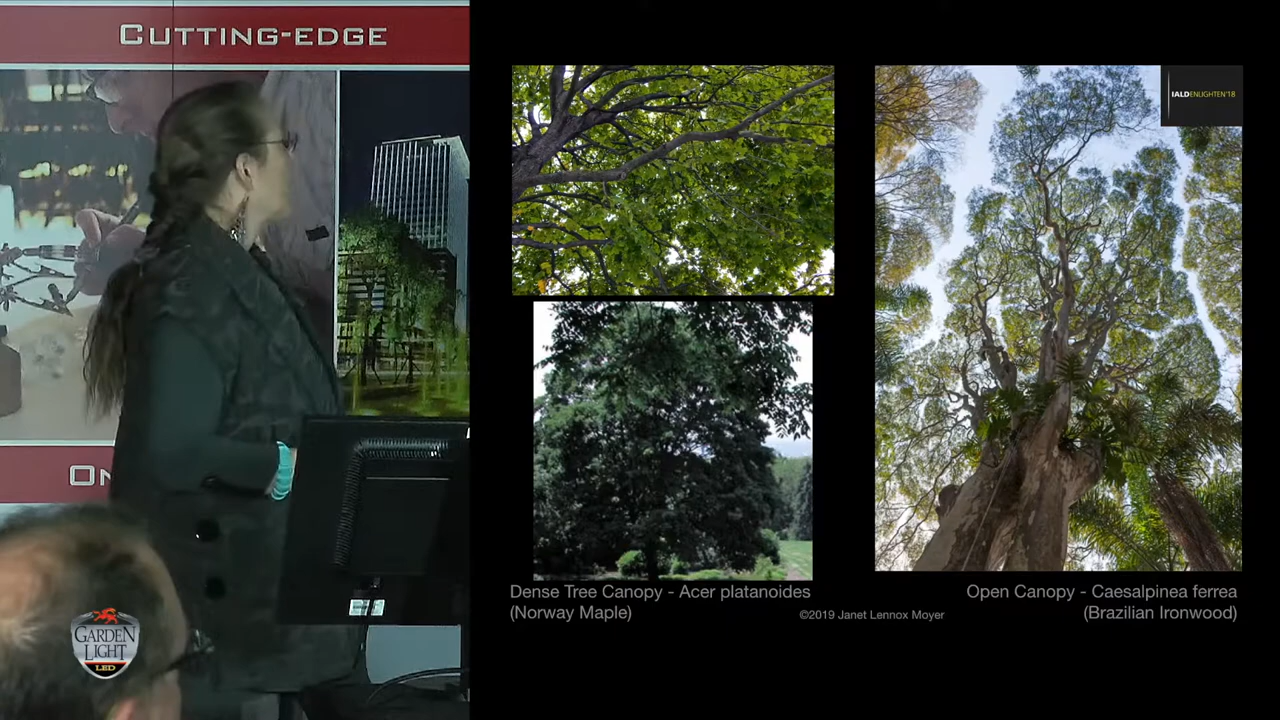 CUTTING-EDGE
ON
GARDEN
LIGHT
LED
IALDENLIGHTEN'18
Dense Tree Canopy - Acer platanoides
(Norway Maple)
©2019 Janet Lennox Moyer
Open Canopy - Caesalpinea ferrea
(Brazilian Ironwood)